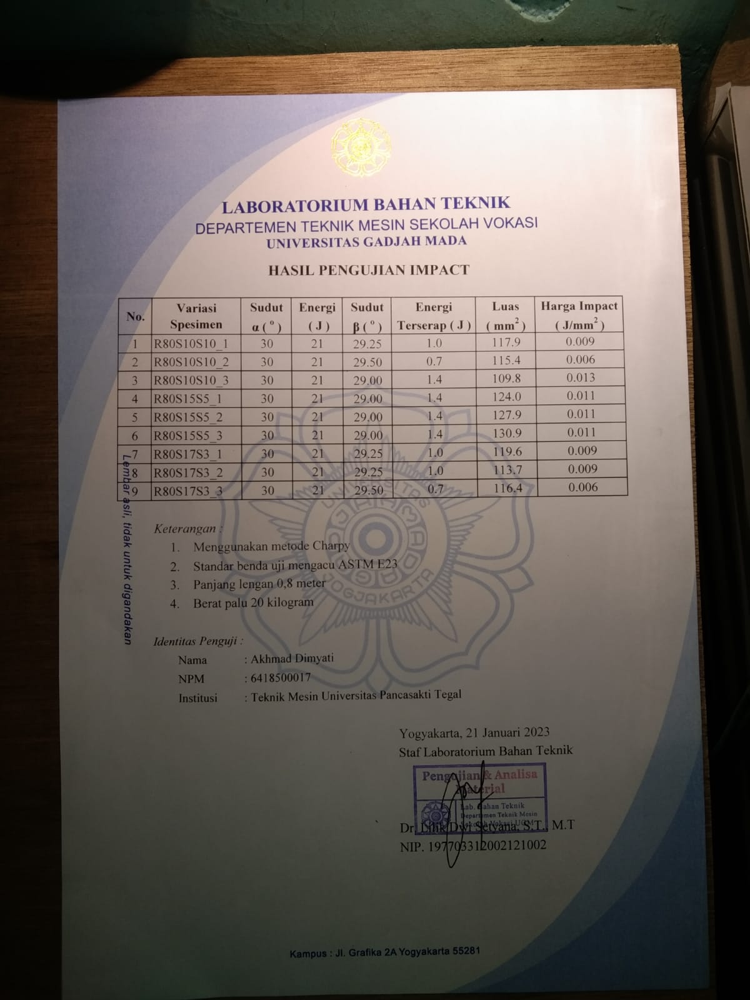 LABORATORIUM BAHAN TEKNIK
DEPARTEMEN TEKNIK MESIN SEKOLAH VOKASI
UNIVERSITAS GADJAH MADA
HASIL PENGUJIAN IMPACT
No. Variasi Spesimen Sudut α ( ° ) Energi ( J ) Sudut β ( ° ) Energi Terserap ( J ) Luas ( mm² ) Harga Impact ( J/mm² )
1 R80S10S10_1 30 21 29.25 1.0 117.9 0.009
2 R80S10S10_2 30 21 29.50 0.7 115.4 0.006
3 R80S10S10_3 30 21 29.00 1.4 109.8 0.013
4 R80S15S5_1 30 21 29.00 1.4 124.0 0.011
5 R80S15S5_2 30 21 29.00 1.4 127.9 0.011
6 R80S15S5_3 30 21 29.00 1.4 130.9 0.011
7 R80S17S3_1 30 21 29.25 1.0 119.6 0.009
8 R80S17S3_2 30 21 29.25 1.0 113.7 0.009
9 R80S17S3_3 30 21 29.50 0.7 116.4 0.006
Lembar asli, tidak untuk digandakan
UNIVERSITAS GADJAH MADA
YOGJAKARTA
Keterangan :
1. Menggunakan metode Charpy
2. Standar benda uji mengacu ASTM E23
3. Panjang lengan 0,8 meter
4. Berat palu 20 kilogram
Identitas Penguji :
Nama : Akhmad Dimyati
NPM : 6418500017
Institusi : Teknik Mesin Universitas Pancasakti Tegal
Yogyakarta, 21 Januari 2023
Staf Laboratorium Bahan Teknik
Pengujian & Analisa
Material
Lab. Bahan Teknik
Departemen Teknik Mesin
Sekolah Vokasi UGM
Dr. Lilik Dwi Setyana, S.T., M.T
NIP. 197703312002121002
Kampus : Jl. Grafika 2A Yogyakarta 55281